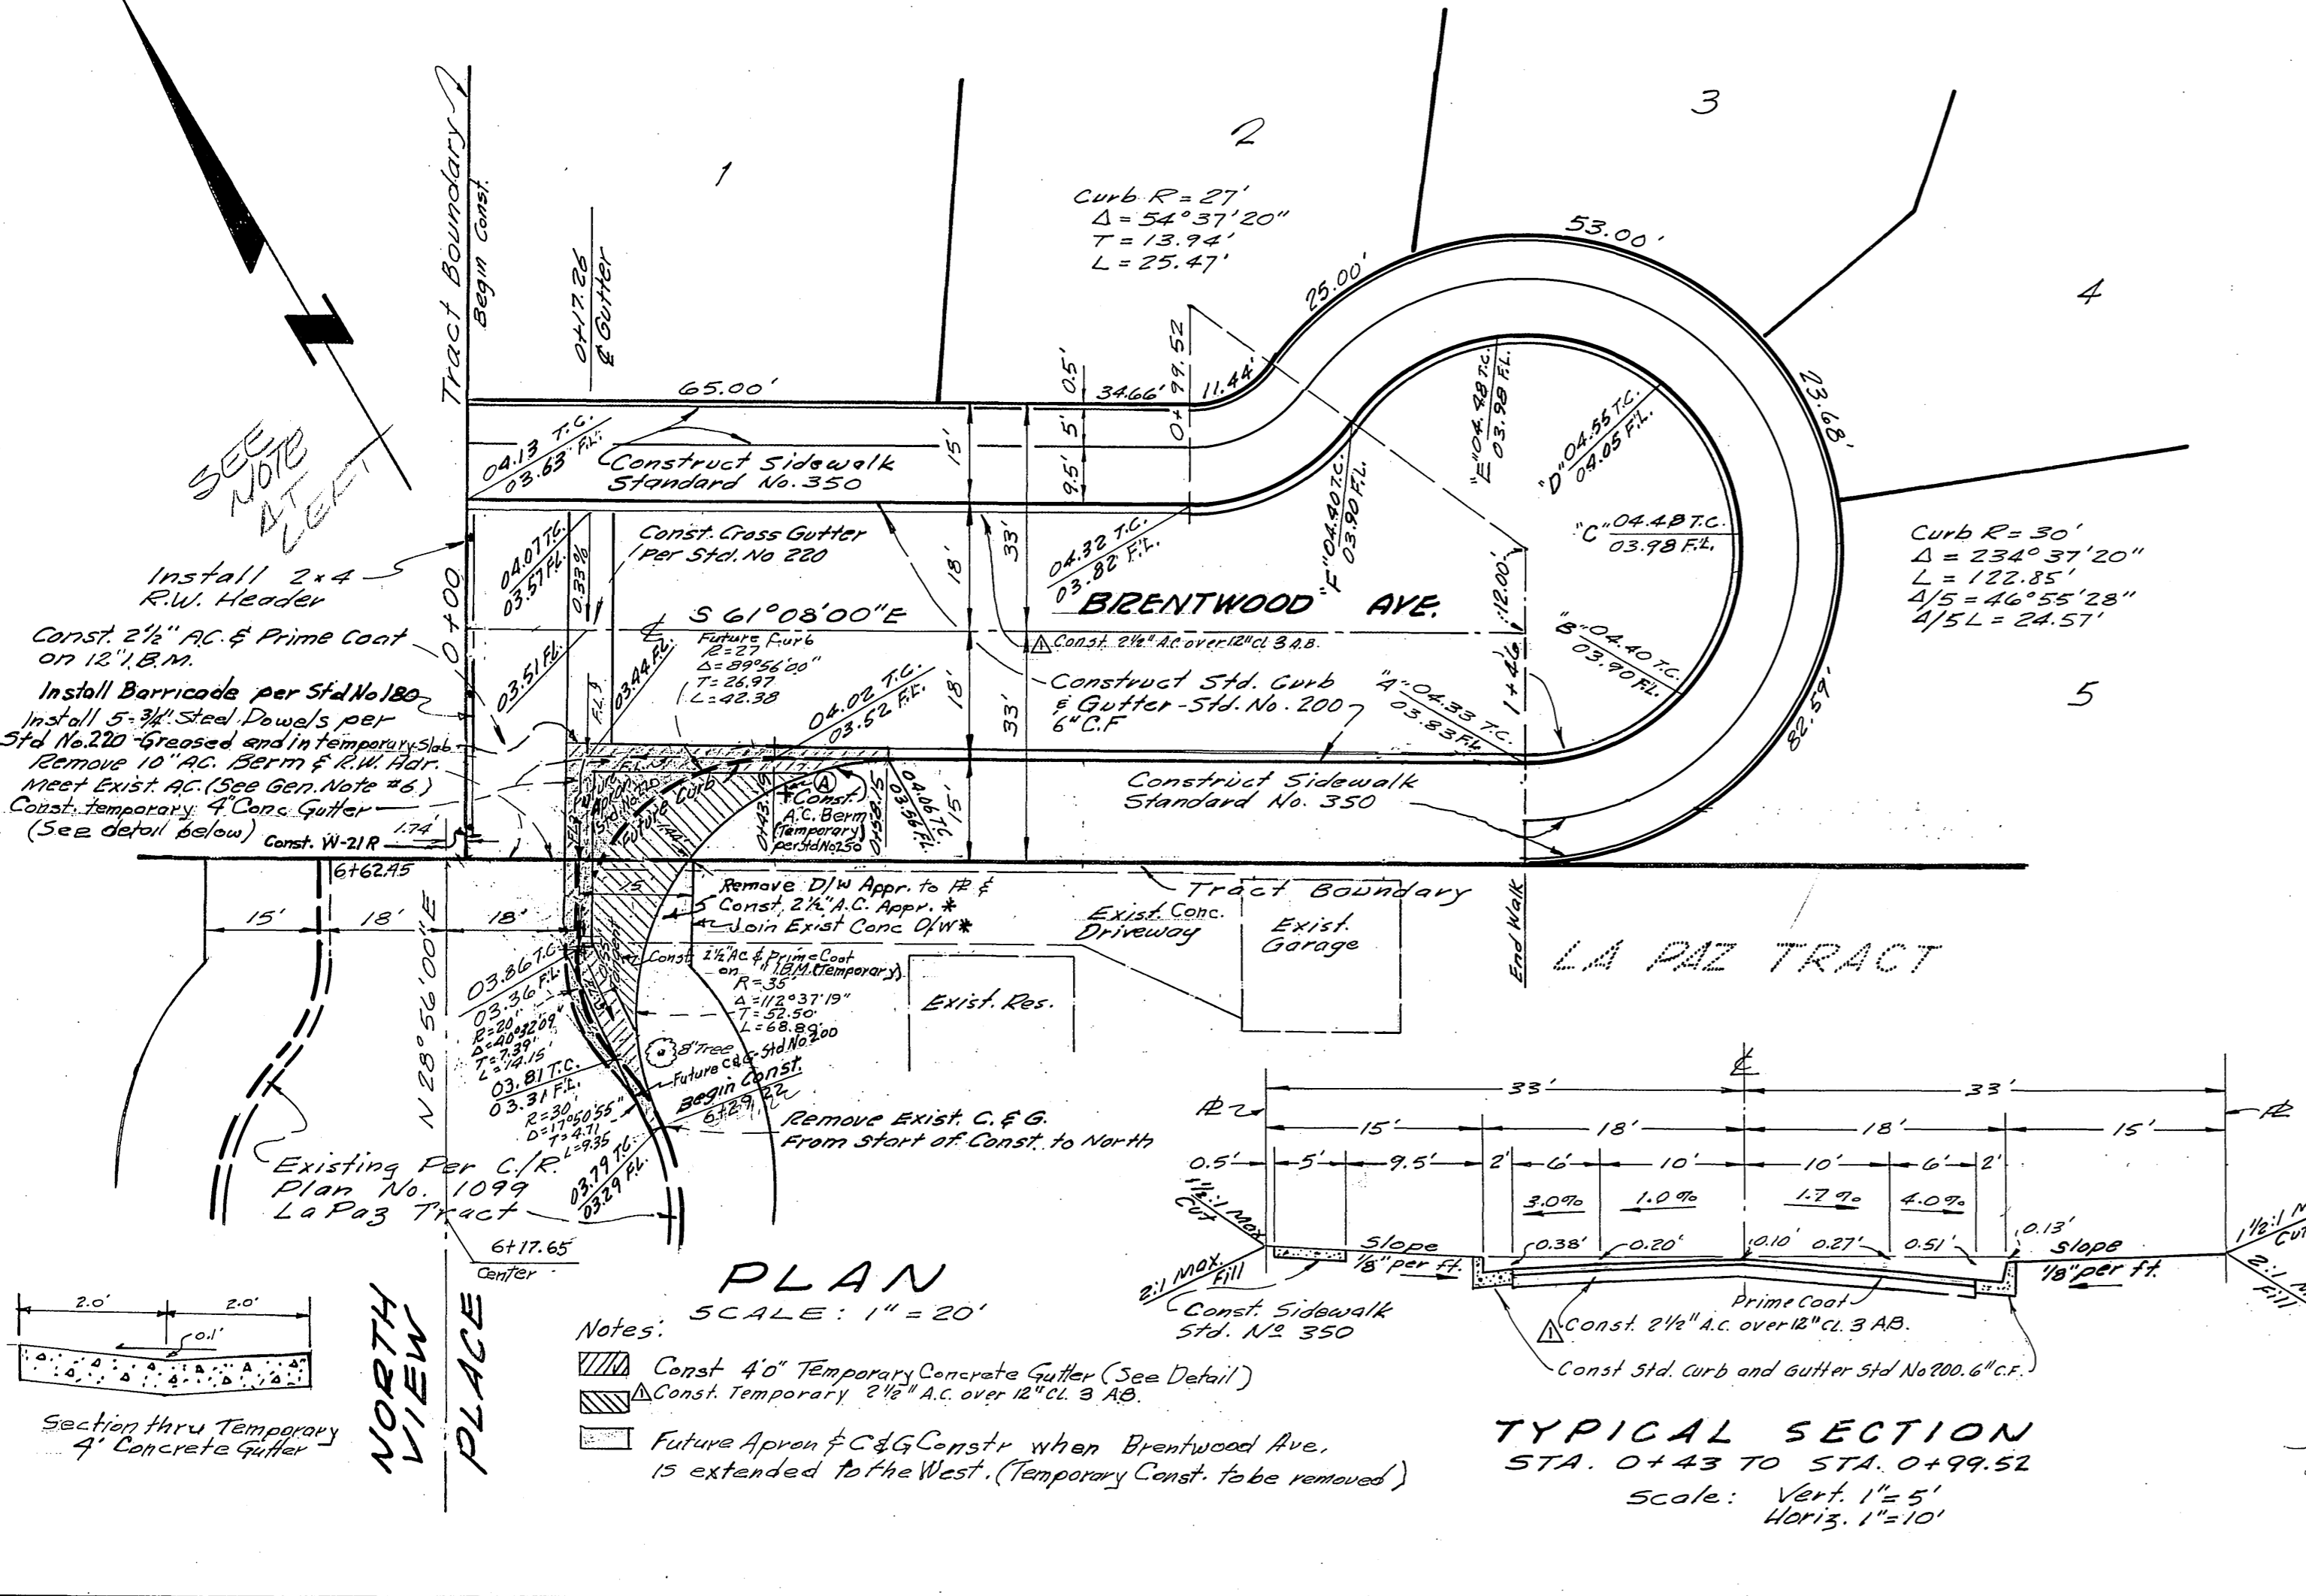 Tract Boundary
Begin Const.
0+17.26
₵ Gutter
1
2
3
4
5
Curb R = 27'
Δ = 54°37'20"
T = 13.94'
L = 25.47'
53.00'
25.00'
23.68'
82.59'
65.00'
34.66'
11.44'
0+99.52
0.5'
5'
9.5'
15'
18'
33'
18'
33'
15'
SEE
NOTE
AT
LEFT
04.13 T.C.
03.63 F.L.
Construct Sidewalk
Standard No. 350
04.07 T.C.
03.57 F.L.
0.33%
Const. Cross Gutter
Per Std. No 220
04.32 T.C.
03.82 F.L.
"F" 04.40 T.C.
03.90 F.L.
"E" 04.48 T.C.
03.98 F.L.
"D" 04.55 T.C.
04.05 F.L.
"C" 04.48 T.C.
03.98 F.L.
"B" 04.40 T.C.
03.90 F.L.
"A" 04.33 T.C.
03.83 F.L.
12.00'
1+46
Curb R = 30'
Δ = 234°37'20"
L = 122.85'
Δ/5 = 46°55'28"
Δ/5 L = 24.57'
Install 2x4
R.W. Header
0+00
Const. 2½" A.C. & Prime Coat
on 12" I.B.M.
Install Barricade per Std No 180
Install 5-¾" Steel Dowels per
Std No. 220 - Greased and in temporary slab
Remove 10" A.C. Berm & R.W. Hdr.
Meet Exist. A.C. (See Gen. Note #6)
Const. temporary 4' Conc Gutter
(See detail below)
Const. W-21R
1.74'
03.51 F.L.
F.L.
03.44 F.L.
₵ S 61°08'00"E
BRENTWOOD AVE.
Future Curb
R=27'
Δ=89°56'00"
T=26.97
L=42.38
△1 Const. 2½" A.C. over 12" cl. 3 A.B.
Construct Std. Curb
& Gutter - Std. No. 200
6" C.F
04.02 T.C.
03.52 F.L.
Future Curb
A
Const.
A.C. Berm
(Temporary)
per Std No 250
0+58.15
04.06 T.C.
03.56 F.L.
Construct Sidewalk
Standard No. 350
6+62.45
15'
18'
18'
15'
N 28°56'00"E
Remove D/W Appr. to ₽ &
Const. 2½" A.C. Appr. *
Join Exist Conc D/W *
Tract Boundary
Exist. Conc.
Driveway
Exist.
Garage
Exist. Res.
End Walk
LA PAZ TRACT
Const. 2½" AC & Prime Coat
I.B.M. (Temporary)
R=35'
Δ=112°37'19"
T=52.50'
L=68.80'
03.86 T.C.
03.36 F.L.
R=20'
Δ=40°32'09"
T=7.39'
L=14.15'
03.81 T.C.
03.31 F.L.
R=30'
Δ=17°50'55"
T=4.71
L=9.35
8" Tree
Future C & G - Std No. 200
Begin Const.
6+29.22
03.79 T.C.
03.29 F.L.
Remove Exist. C. & G.
From Start of Const. to North
Existing Per C./R.
Plan No. 1099
La Paz Tract
6+17.65
Center
NORTH VIEW PLACE
PLAN
SCALE: 1" = 20'
Notes:
Const 4'0" Temporary Concrete Gutter (See Detail)
△1 Const. Temporary 2½" A.C. over 12" cl. 3 AB.
Future Apron & C & G Constr when Brentwood Ave.
is extended to the West. (Temporary Const. to be removed)
2.0'
2.0'
0.1'
Section thru Temporary
4' Concrete Gutter
₵
33'
33'
₽
₽
15'
18'
18'
15'
0.5'
5'
9.5'
2'
6'
10'
10'
6'
2'
3.0%
1.0%
1.7%
4.0%
1½:1 Max
Cut
2:1 Max.
Fill
Slope
⅛" per ft.
0.38'
0.20'
0.10'
0.27'
0.51'
0.13'
Slope
⅛" per ft.
1½:1
2:1
Fill
Const. Sidewalk
Std. Nº 350
Prime Coat
△1 Const. 2½" A.C. over 12" cl. 3 AB.
Const Std. Curb and Gutter Std No 200. 6" C.F.
TYPICAL SECTION
STA. 0+43 TO STA. 0+99.52
Scale: Vert. 1"=5'
Horiz. 1"=10'